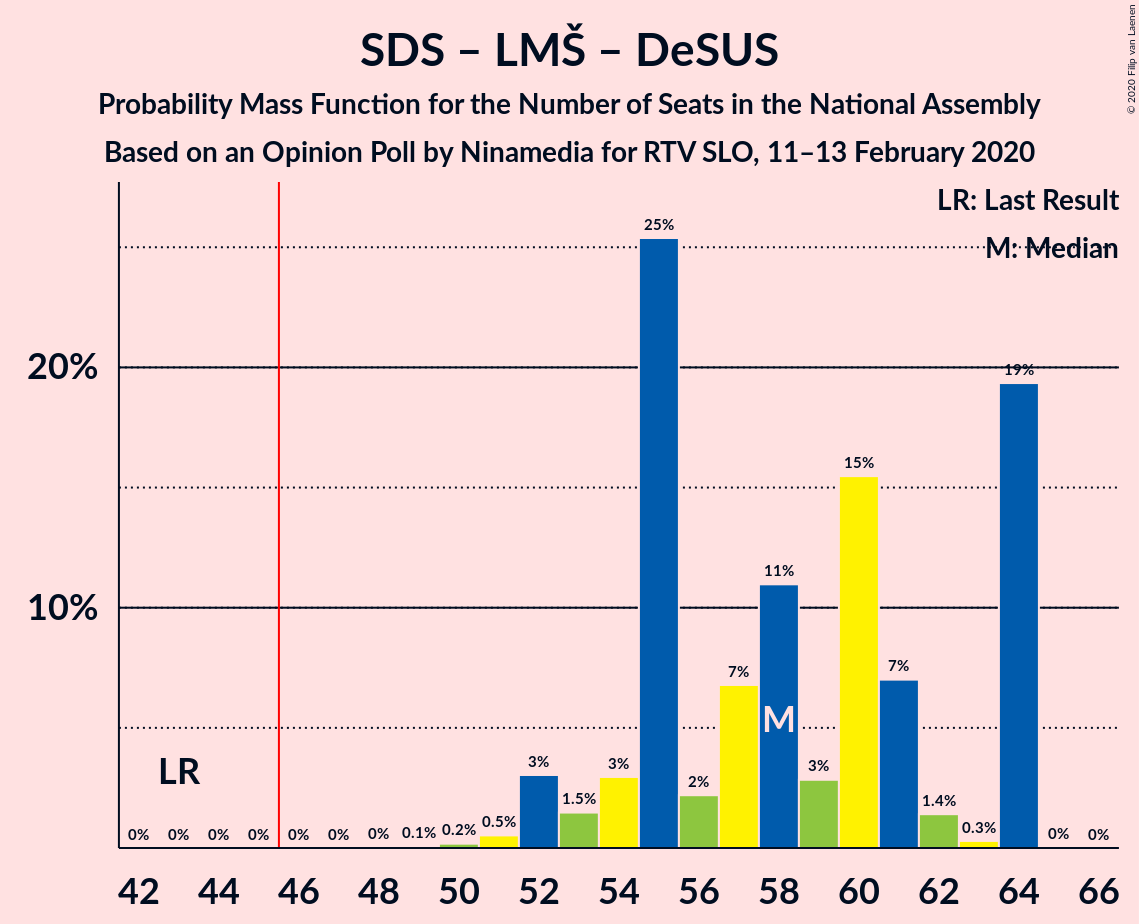 SDS – LMŠ – DeSUS
Probability Mass Function for the Number of Seats in the National Assembly
Based on an Opinion Poll by Ninamedia for RTV SLO, 11–13 February 2020
© 2020 Filip van Laenen
LR: Last Result
M: Median
20%
10%
LR
M
0% 0% 0% 0% 0% 0% 0% 0.1% 0.2% 0.5% 3% 1.5% 3% 25% 2% 7% 11% 3% 15% 7% 1.4% 0.3% 19% 0% 0%
42 44 46 48 50 52 54 56 58 60 62 64 66